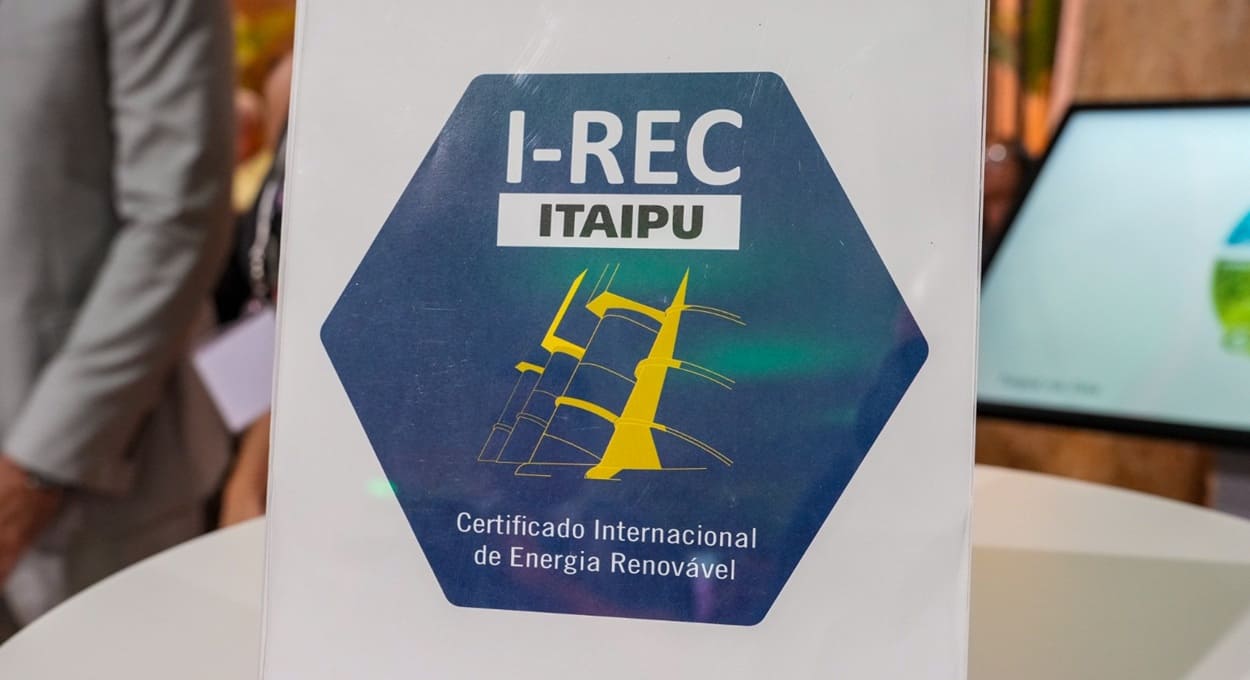 I-REC
ITAIPU
Certificado Internacional
de Energia Renovável